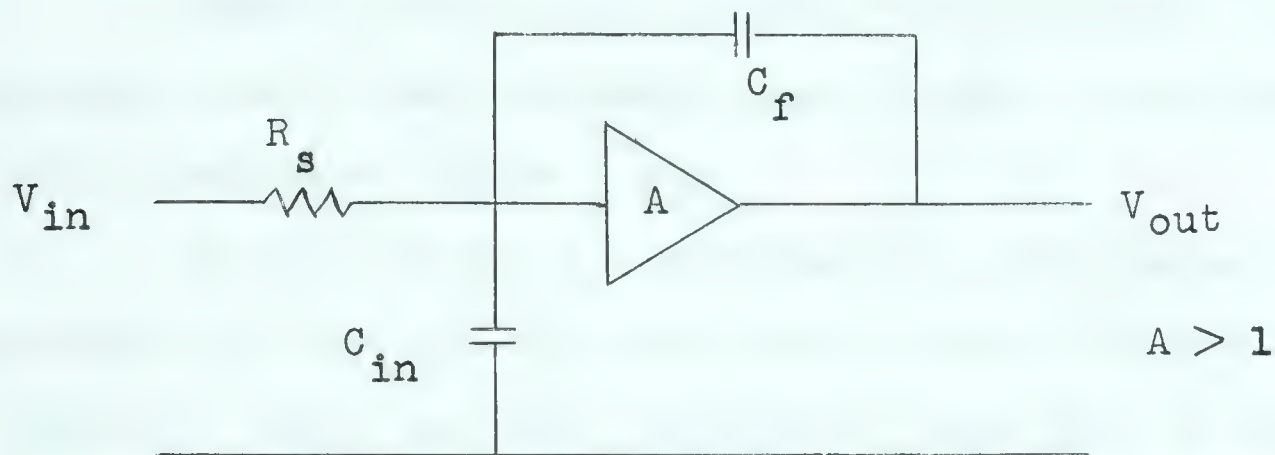 C_f
R_s
V_in
A
V_out
C_in
A > 1